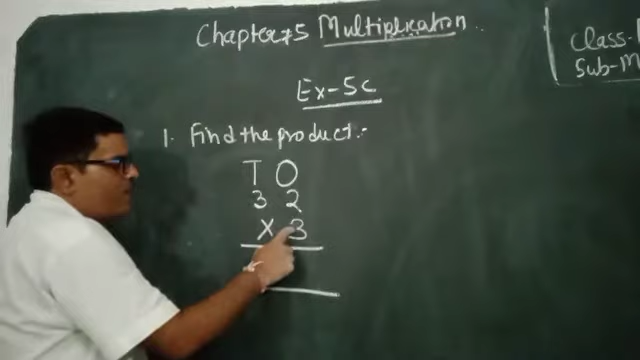 Chapter-5 Multiplication
Class-
Sub-M
Ex-5c
1. Find the product:-
T O
3 2
X 3